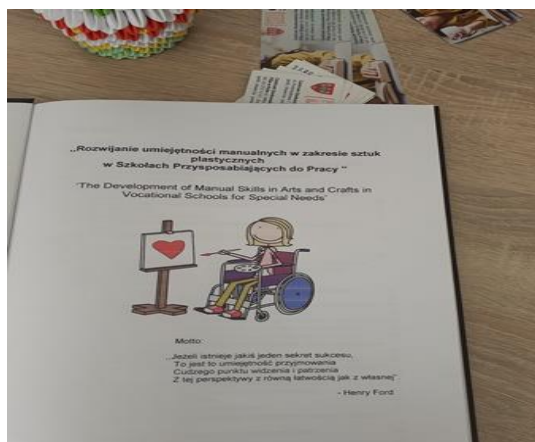 „Rozwijanie umiejętności manualnych w zakresie sztuk
plastycznych
w Szkołach Przysposabiających do Pracy ”
'The Development of Manual Skills in Arts and Crafts in
Vocational Schools for Special Needs'
Motto:
„Jeżeli istnieje jakiś jeden sekret sukcesu,
To jest to umiejętność przyjmowania
Cudzego punktu widzenia i patrzenia
Z tej perspektywy z równą łatwością jak z własnej”
- Henry Ford